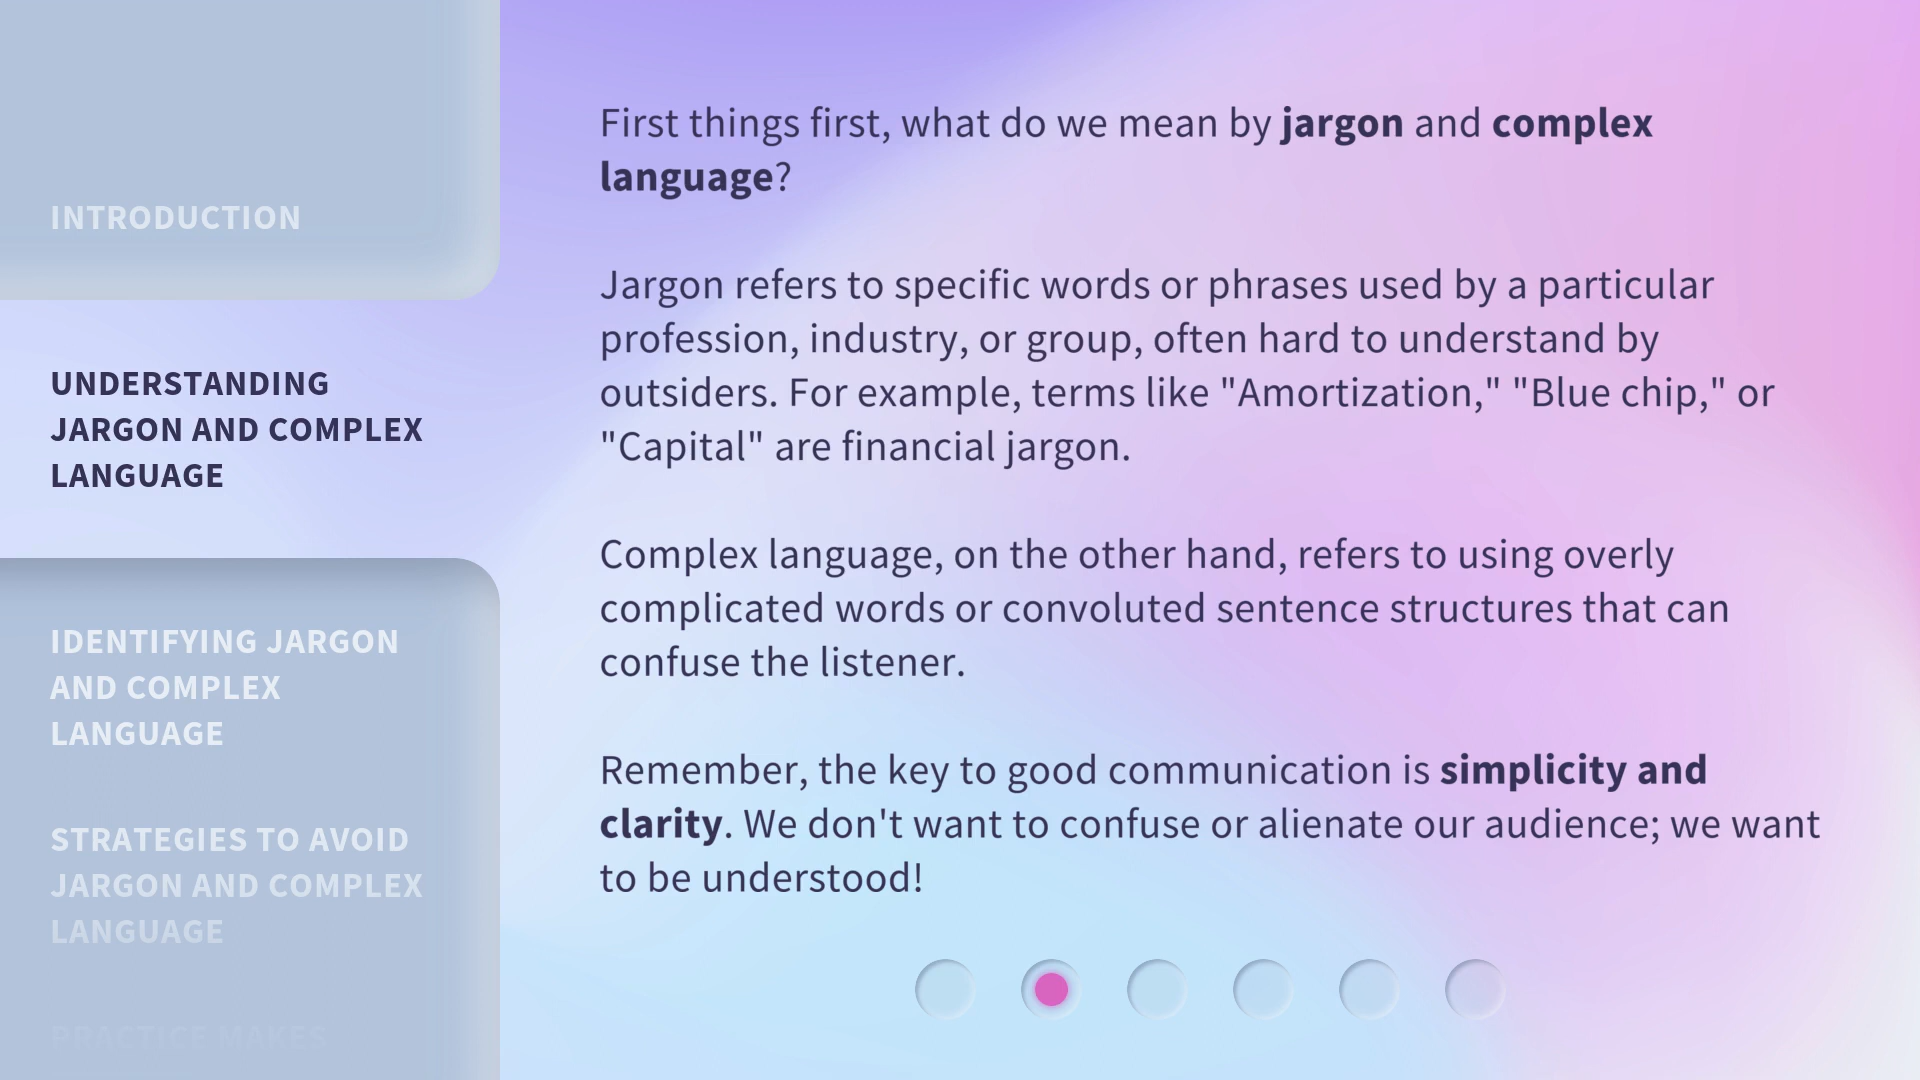 INTRODUCTION
UNDERSTANDING
JARGON AND COMPLEX
LANGUAGE
IDENTIFYING JARGON
AND COMPLEX
LANGUAGE
STRATEGIES TO AVOID
JARGON AND COMPLEX
LANGUAGE
PRACTICE MAKES
First things first, what do we mean by jargon and complex
language?
Jargon refers to specific words or phrases used by a particular
profession, industry, or group, often hard to understand by
outsiders. For example, terms like "Amortization," "Blue chip," or
"Capital" are financial jargon.
Complex language, on the other hand, refers to using overly
complicated words or convoluted sentence structures that can
confuse the listener.
Remember, the key to good communication is simplicity and
clarity. We don't want to confuse or alienate our audience; we want
to be understood!